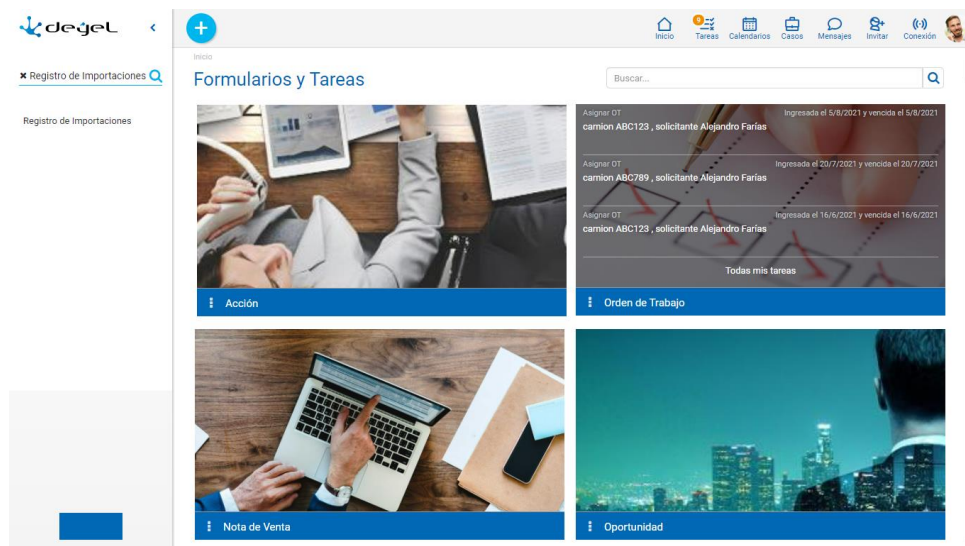 deyel
Inicio
9
Tareas
Calendarios
Casos
Mensajes
Invitar
Conexión
Registro de Importaciones
Registro de Importaciones
Inicio
Formularios y Tareas
Buscar...
Asignar OT Ingresada el 5/8/2021 y vencida el 5/8/2021
camion ABC123 , solicitante Alejandro Farías
Asignar OT Ingresada el 20/7/2021 y vencida el 20/7/2021
camion ABC789 , solicitante Alejandro Farías
Asignar OT Ingresada el 16/6/2021 y vencida el 16/6/2021
camion ABC123 , solicitante Alejandro Farías
Todas mis tareas
Acción
Orden de Trabajo
Nota de Venta
Oportunidad